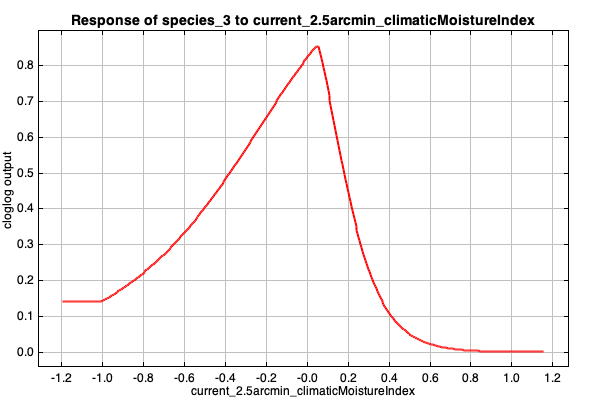 Response of species_3 to current_2.5arcmin_climaticMoistureIndex
cloglog output
0.8
0.7
0.6
0.5
0.4
0.3
0.2
0.1
0.0
-1.2 -1.0 -0.8 -0.6 -0.4 -0.2 -0.0 0.2 0.4 0.6 0.8 1.0 1.2
current_2.5arcmin_climaticMoistureIndex